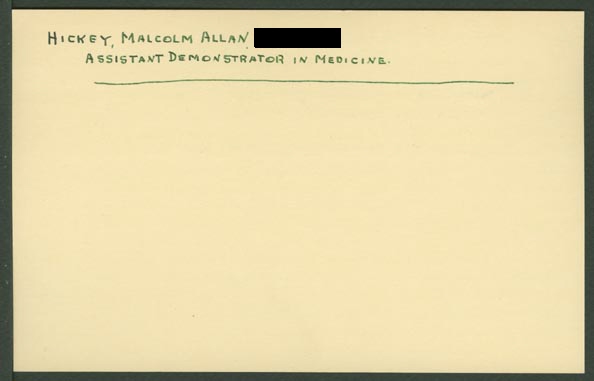 HICKEY, MALCOLM ALLAN
ASSISTANT DEMONSTRATOR IN MEDICINE.